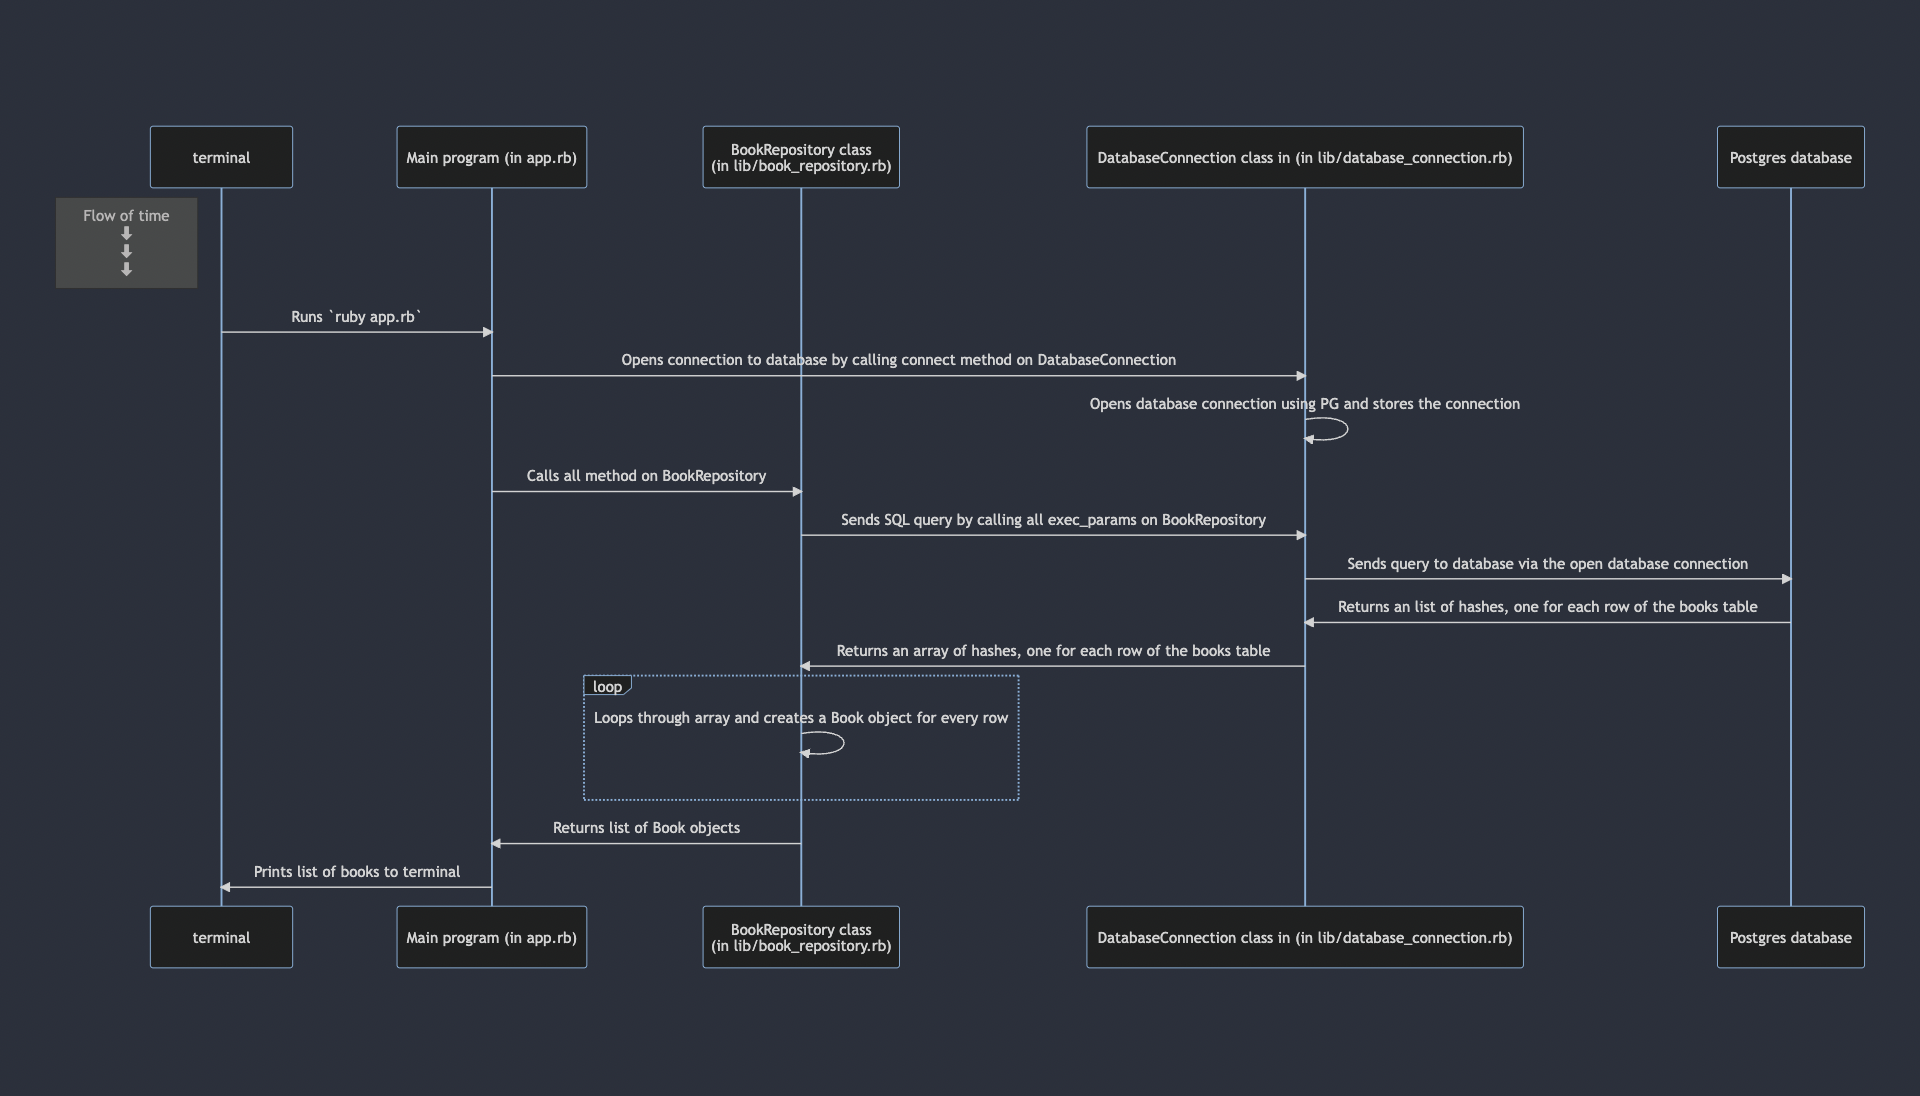 terminal
Main program (in app.rb)
BookRepository class
(in lib/book_repository.rb)
DatabaseConnection class in (in lib/database_connection.rb)
Postgres database
Flow of time
Runs `ruby app.rb`
Opens connection to database by calling connect method on DatabaseConnection
Opens database connection using PG and stores the connection
Calls all method on BookRepository
Sends SQL query by calling all exec_params on BookRepository
Sends query to database via the open database connection
Returns an list of hashes, one for each row of the books table
Returns an array of hashes, one for each row of the books table
loop
Loops through array and creates a Book object for every row
Returns list of Book objects
Prints list of books to terminal
terminal
Main program (in app.rb)
BookRepository class
(in lib/book_repository.rb)
DatabaseConnection class in (in lib/database_connection.rb)
Postgres database